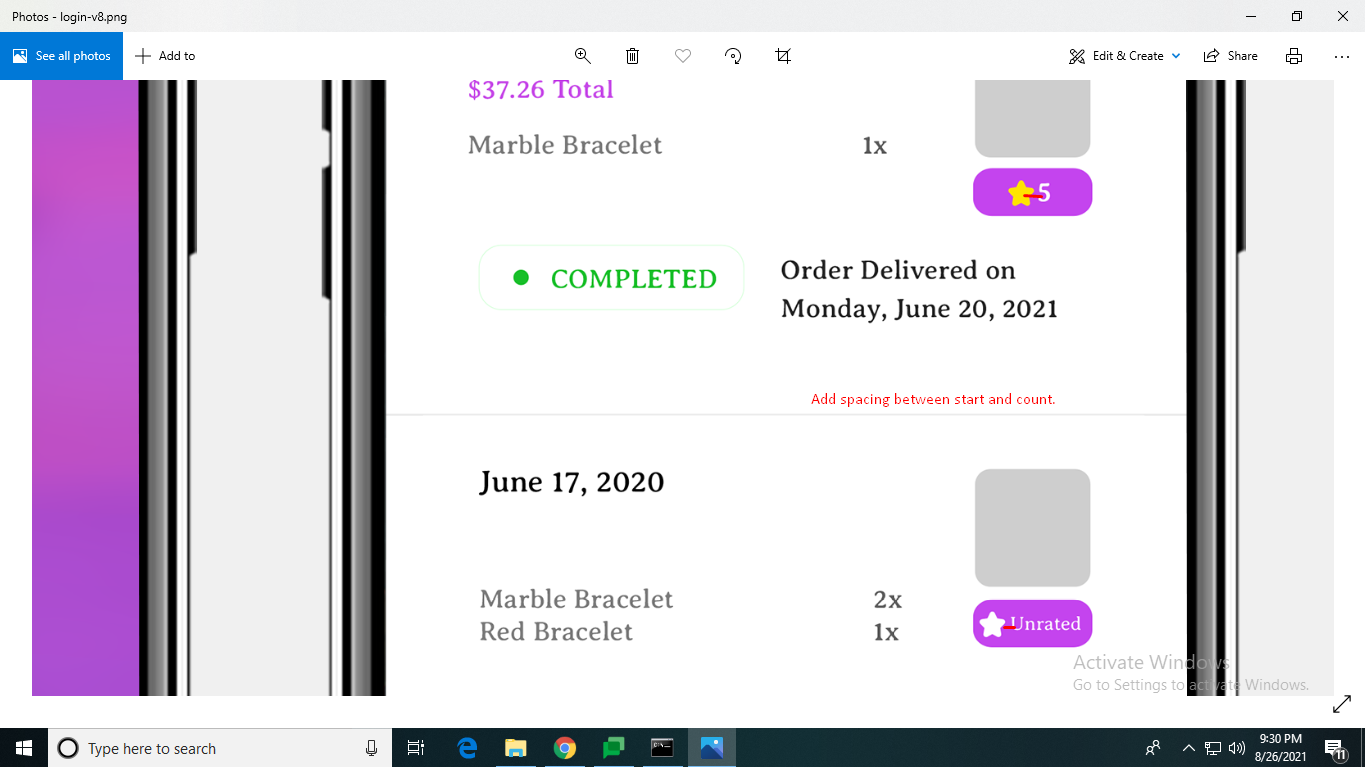 Photos - login-v8.png
See all photos
Add to
Edit & Create
Share
$37.26 Total
Marble Bracelet 1x
5
COMPLETED
Order Delivered on
Monday, June 20, 2021
Add spacing between start and count.
June 17, 2020
Marble Bracelet 2x
Red Bracelet 1x
Unrated
Activate Windows
Go to Settings to activate Windows.
Type here to search
9:30 PM
8/26/2021
11